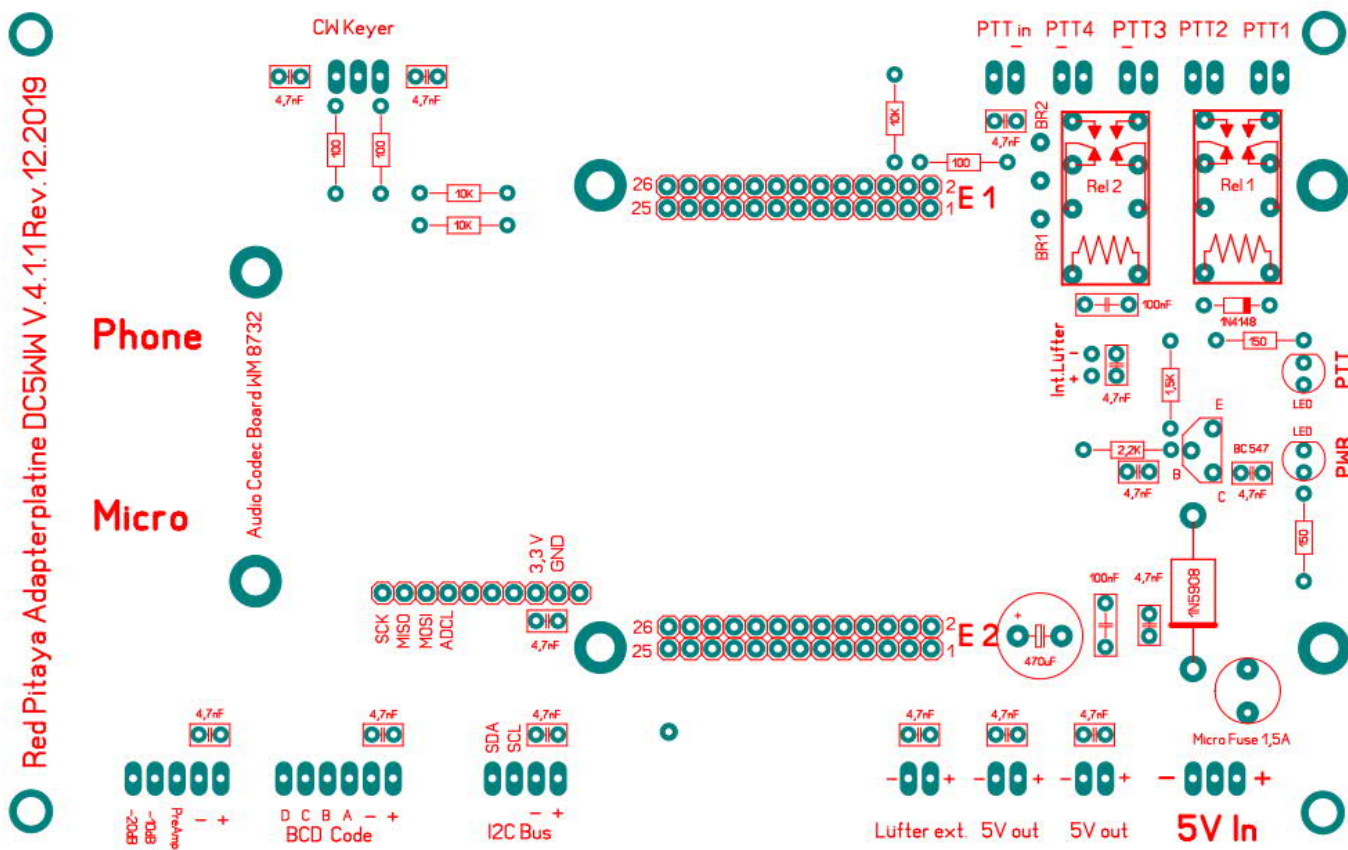 Red Pitaya Adapterplatine DC5WW V.4.1.1 Rev.12.2019
CW Keyer
4,7nF
4,7nF
100
100
10K
10K
PTT in
PTT4
PTT3
PTT2
PTT1
-
-
-
10K
4,7nF
BR2
100
BR1
Rel 2
Rel 1
26
25
2
1
E 1
100nF
1N4148
150
Phone
Audio Codec Board WM 8732
Micro
Int.Lüfter
-
+
4,7nF
1,5K
LED
PTT
LED
PWR
E
B
C
2,2K
4,7nF
BC 547
4,7nF
150
3,3 V
GND
SCK
MISO
MOSI
ADCL
4,7nF
26
25
2
1
E 2
+
470uF
100nF
4,7nF
1N5908
Micro Fuse 1,5A
4,7nF
-20dB
-10dB
PreAmp
-
+
4,7nF
D
C
B
A
-
+
BCD Code
SDA
SCL
4,7nF
-
+
I2C Bus
4,7nF
-
+
Lüfter ext.
4,7nF
-
+
5V out
4,7nF
-
+
5V out
-
+
5V In